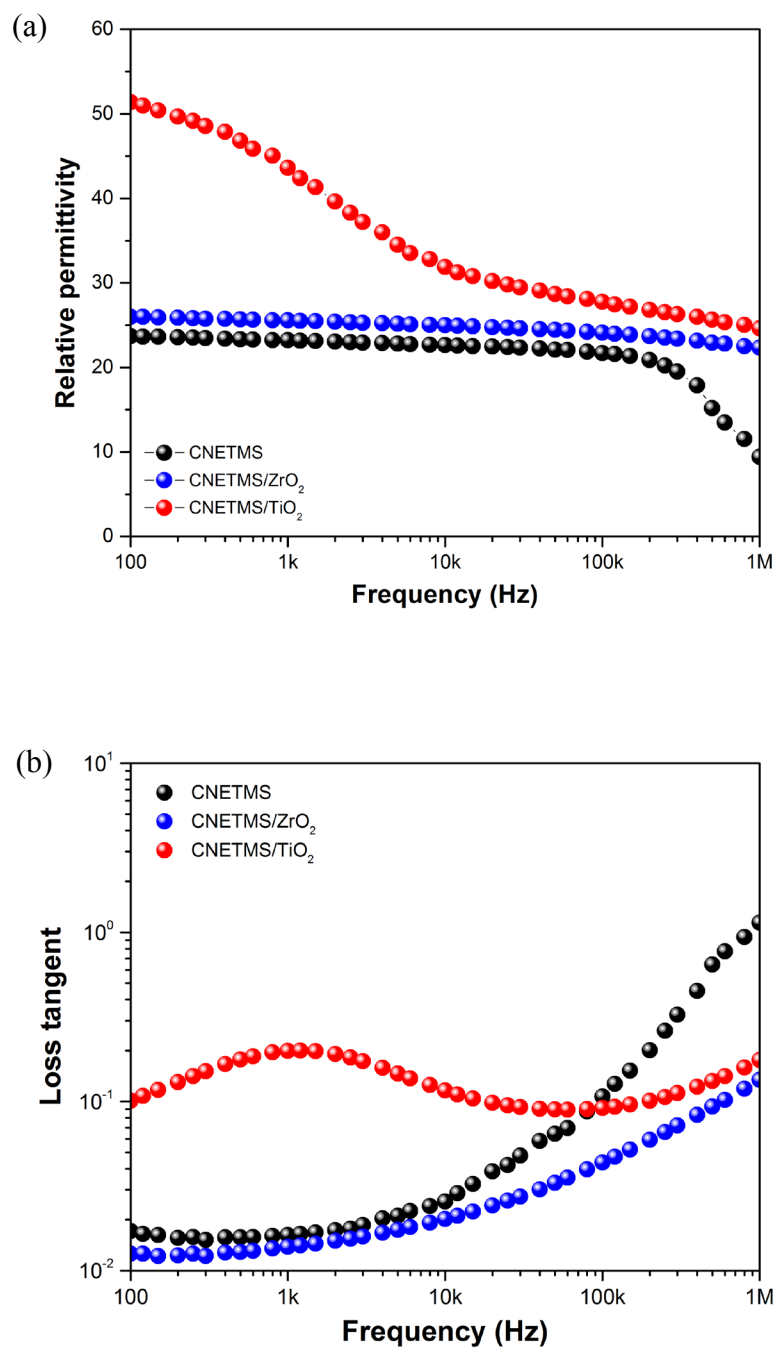 (a)
60
50
40
30
20
10
0
Relative permittivity
CNETMS
CNETMS/ZrO₂
CNETMS/TiO₂
100 1k 10k 100k 1M
Frequency (Hz)
(b)
10¹
10⁰
10⁻¹
10⁻²
Loss tangent
CNETMS
CNETMS/ZrO₂
CNETMS/TiO₂
100 1k 10k 100k 1M
Frequency (Hz)